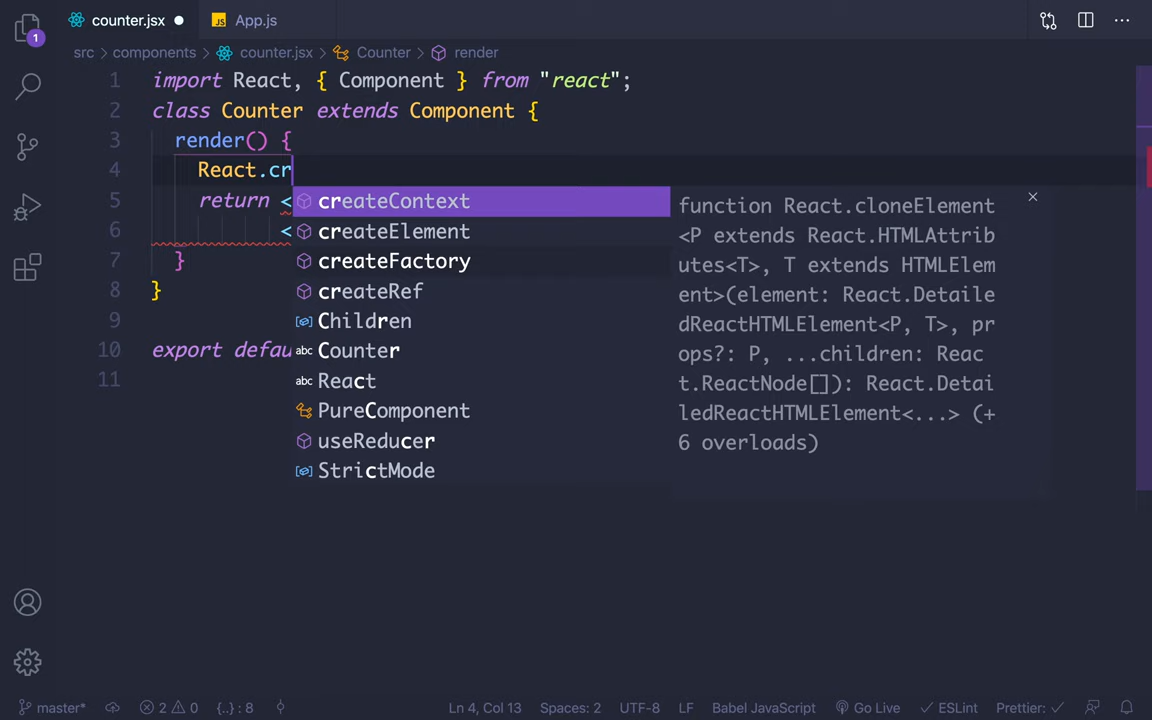 counter.jsx
JS App.js
src > components > counter.jsx > Counter > render
1
1 import React, { Component } from "react";
2 class Counter extends Component {
3 render() {
4 React.cr
5 return <
6 <
7 }
8 }
9
10 export defau
11
createContext
createElement
createFactory
createRef
Children
abc Counter
abc React
PureComponent
useReducer
StrictMode
function React.cloneElement
<P extends React.HTMLAttrib
utes<T>, T extends HTMLElem
ent>(element: React.Detaile
dReactHTMLElement<P, T>, pr
ops?: P, ...children: Reac
t.ReactNode[]): React.Detai
ledReactHTMLElement<...> (+
6 overloads)
master* 2 0 {..} : 8 Ln 4, Col 13 Spaces: 2 UTF-8 LF Babel JavaScript Go Live ESLint Prettier: ✓